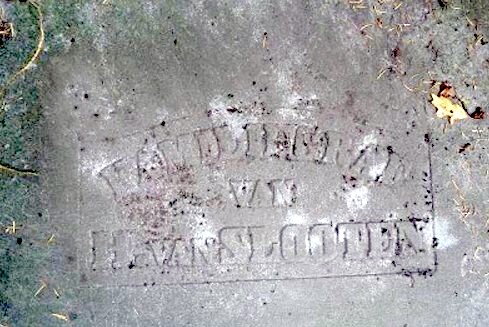 FAMILIEGRAF
VAN
H.VAN SLOOTEN